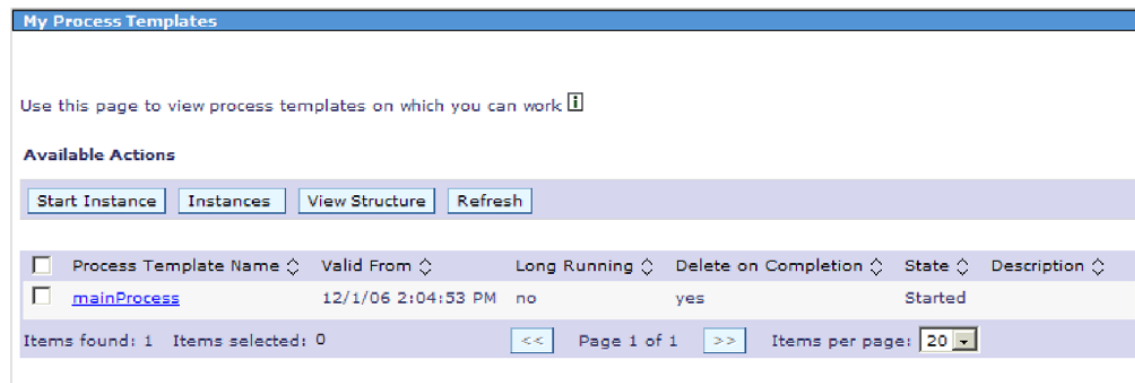 My Process Templates
Use this page to view process templates on which you can work i
Available Actions
Start Instance Instances View Structure Refresh
Process Template Name Valid From Long Running Delete on Completion State Description
mainProcess 12/1/06 2:04:53 PM no yes Started
Items found: 1 Items selected: 0 << Page 1 of 1 >> Items per page: 20